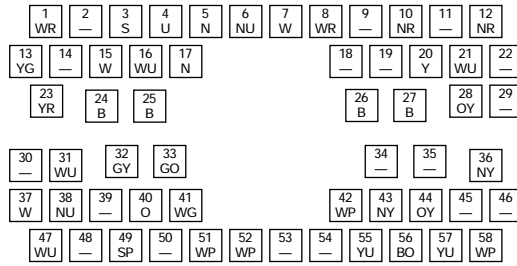 1 2 3 4 5 6 7 8 9 10 11 12
WR — S U N NU W WR — NR — NR
13 14 15 16 17 18 19 20 21 22
YG — W WU N — — Y WU —
23 24 25 26 27 28 29
YR B B B B OY —
30 31 32 33 34 35 36
— WU GY GO — — NY
37 38 39 40 41 42 43 44 45 46
W NU — O WG WP NY OY — —
47 48 49 50 51 52 53 54 55 56 57 58
WU — SP — WP WP — — YU BO YU WP